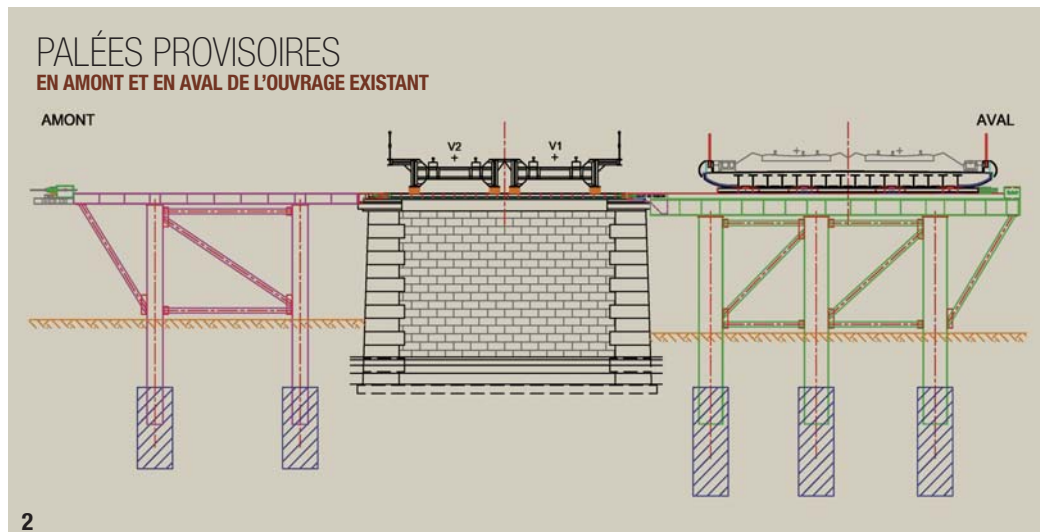 PALÉES PROVISOIRES
EN AMONT ET EN AVAL DE L'OUVRAGE EXISTANT
AMONT
V2
V1
AVAL
2